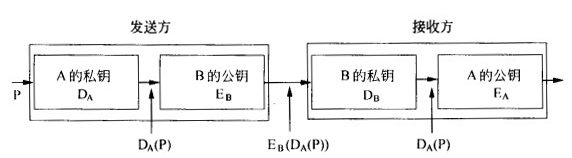 发送方
接收方
P
A 的私钥
D_A
B 的公钥
E_B
B 的私钥
D_B
A 的公钥
E_A
D_A(P)
E_B(D_A(P))
D_A(P)